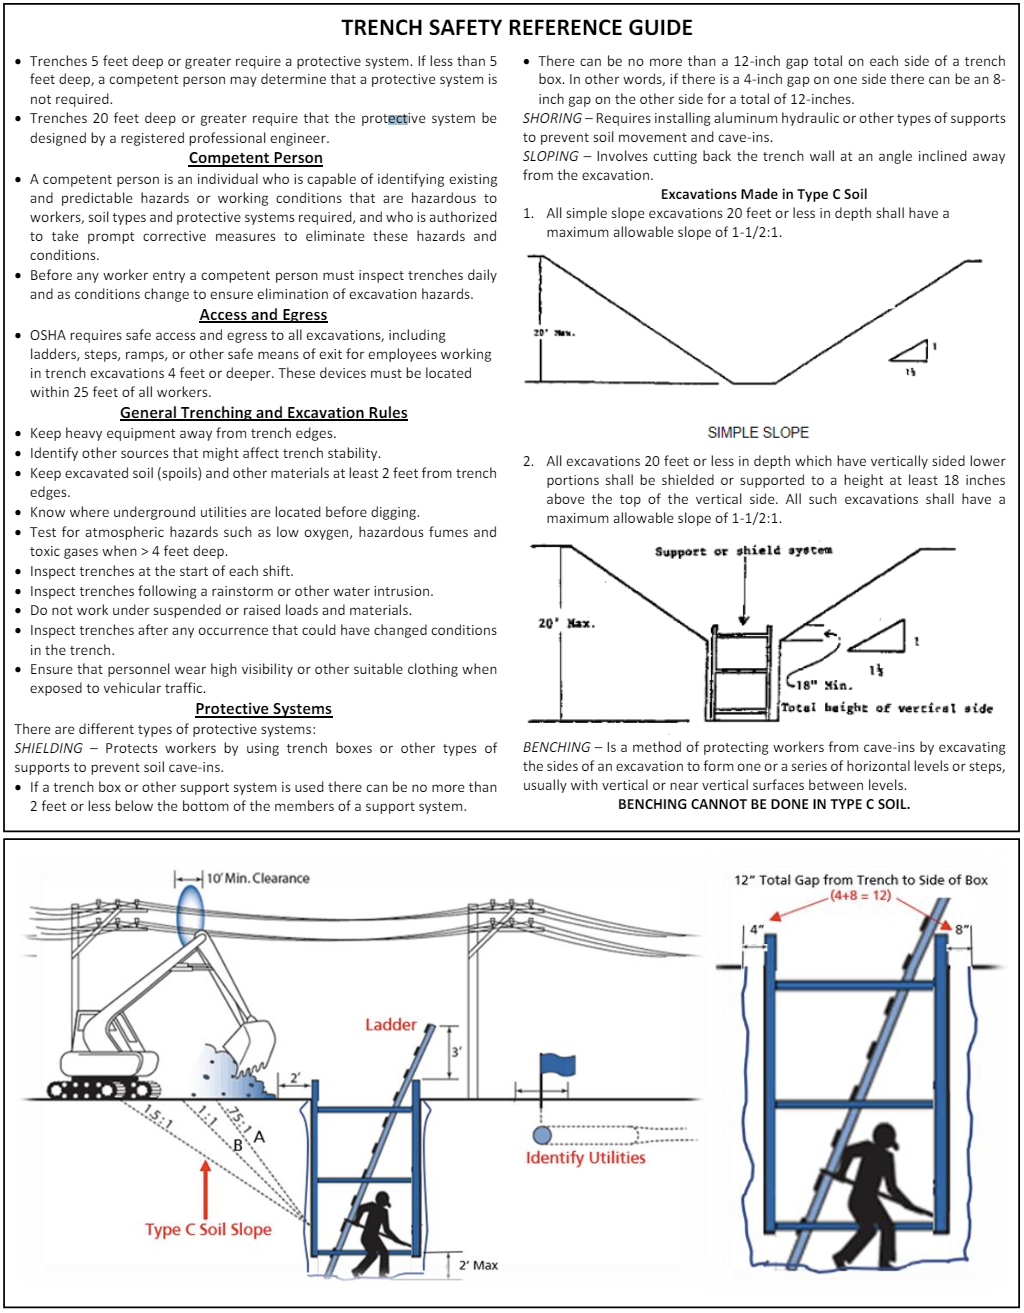 TRENCH SAFETY REFERENCE GUIDE
• Trenches 5 feet deep or greater require a protective system. If less than 5
feet deep, a competent person may determine that a protective system is
not required.
• Trenches 20 feet deep or greater require that the protective system be
designed by a registered professional engineer.
Competent Person
• A competent person is an individual who is capable of identifying existing
and predictable hazards or working conditions that are hazardous to
workers, soil types and protective systems required, and who is authorized
to take prompt corrective measures to eliminate these hazards and
conditions.
• Before any worker entry a competent person must inspect trenches daily
and as conditions change to ensure elimination of excavation hazards.
Access and Egress
• OSHA requires safe access and egress to all excavations, including
ladders, steps, ramps, or other safe means of exit for employees working
in trench excavations 4 feet or deeper. These devices must be located
within 25 feet of all workers.
General Trenching and Excavation Rules
• Keep heavy equipment away from trench edges.
• Identify other sources that might affect trench stability.
• Keep excavated soil (spoils) and other materials at least 2 feet from trench
edges.
• Know where underground utilities are located before digging.
• Test for atmospheric hazards such as low oxygen, hazardous fumes and
toxic gases when > 4 feet deep.
• Inspect trenches at the start of each shift.
• Inspect trenches following a rainstorm or other water intrusion.
• Do not work under suspended or raised loads and materials.
• Inspect trenches after any occurrence that could have changed conditions
in the trench.
• Ensure that personnel wear high visibility or other suitable clothing when
exposed to vehicular traffic.
Protective Systems
There are different types of protective systems:
SHIELDING – Protects workers by using trench boxes or other types of
supports to prevent soil cave-ins.
• If a trench box or other support system is used there can be no more than
2 feet or less below the bottom of the members of a support system.
• There can be no more than a 12-inch gap total on each side of a trench
box. In other words, if there is a 4-inch gap on one side there can be an 8-
inch gap on the other side for a total of 12-inches.
SHORING – Requires installing aluminum hydraulic or other types of supports
to prevent soil movement and cave-ins.
SLOPING – Involves cutting back the trench wall at an angle inclined away
from the excavation.
Excavations Made in Type C Soil
1. All simple slope excavations 20 feet or less in depth shall have a
maximum allowable slope of 1-1/2:1.
20' Max.
1
1½
SIMPLE SLOPE
2. All excavations 20 feet or less in depth which have vertically sided lower
portions shall be shielded or supported to a height at least 18 inches
above the top of the vertical side. All such excavations shall have a
maximum allowable slope of 1-1/2:1.
Support or shield system
20' Max.
1
1½
18" Min.
Total height of vertical side
BENCHING – Is a method of protecting workers from cave-ins by excavating
the sides of an excavation to form one or a series of horizontal levels or steps,
usually with vertical or near vertical surfaces between levels.
BENCHING CANNOT BE DONE IN TYPE C SOIL.
10' Min. Clearance
Ladder
3'
2'
1.5:1
1:1
.75:1
B
A
Type C Soil Slope
Identify Utilities
2' Max
12" Total Gap from Trench to Side of Box
(4+8 = 12)
4"
8"